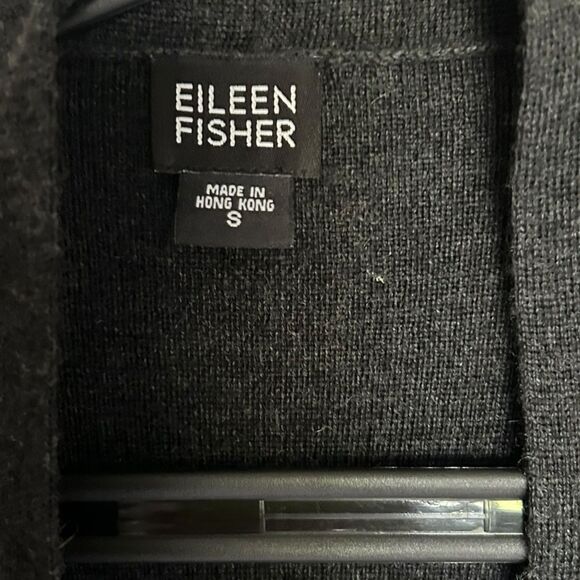 EILEEN
FISHER
MADE IN
HONG KONG
S